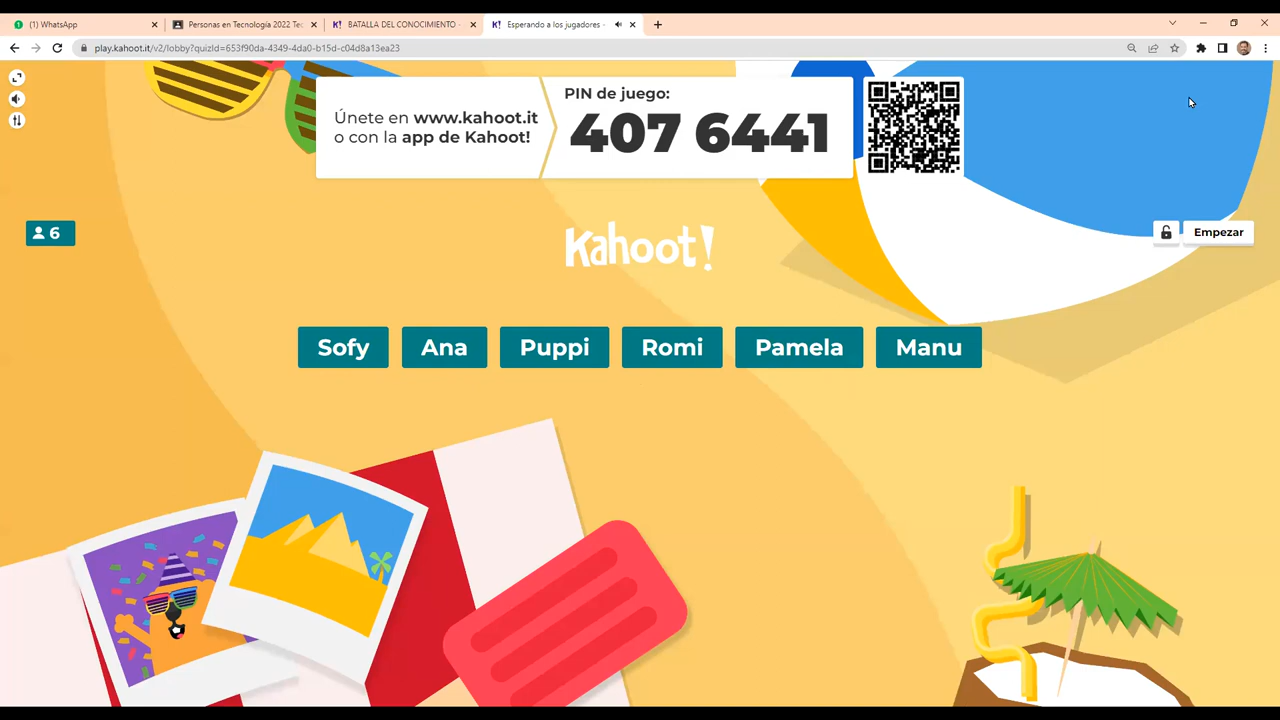 (1) WhatsApp
Personas en Tecnología 2022 Tec
BATALLA DEL CONOCIMIENTO -
Esperando a los jugadores -
play.kahoot.it/v2/lobby?quizId=653f90da-4349-4da0-b15d-c04d8a13ea23
Únete en www.kahoot.it
o con la app de Kahoot!
PIN de juego:
407 6441
6
Kahoot!
Empezar
Sofy
Ana
Puppi
Romi
Pamela
Manu